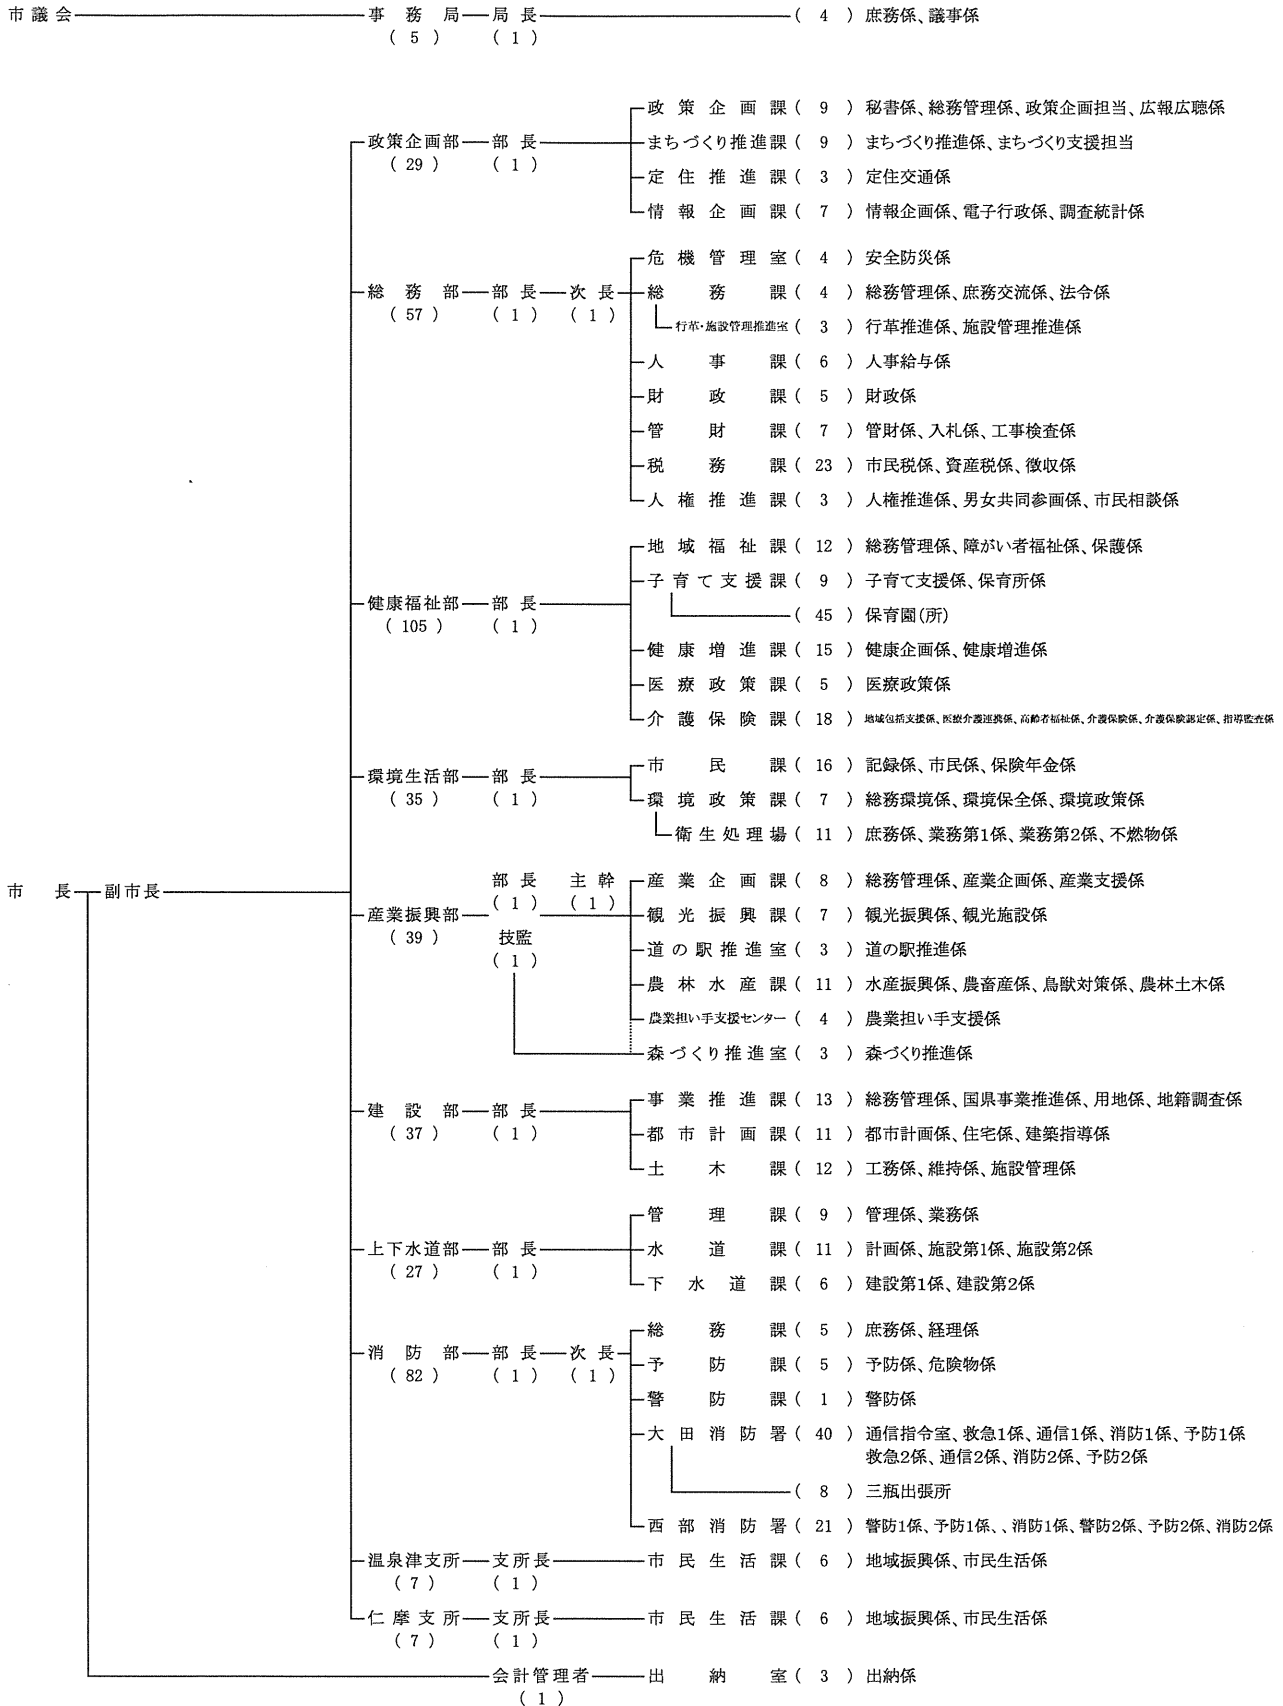 市議会 事務局 局長 ( 4 ) 庶務係、議事係
( 5 ) ( 1 )
政策企画課 ( 9 ) 秘書係、総務管理係、政策企画担当、広報広聴係
政策企画部 部長 まちづくり推進課 ( 9 ) まちづくり推進係、まちづくり支援担当
( 29 ) ( 1 )
定住推進課 ( 3 ) 定住交通係
情報企画課 ( 7 ) 情報企画係、電子行政係、調査統計係
危機管理室 ( 4 ) 安全防災係
総務部 部長 次長 総務課 ( 4 ) 総務管理係、庶務交流係、法令係
( 57 ) ( 1 ) ( 1 )
行革・施設管理推進室 ( 3 ) 行革推進係、施設管理推進係
人事課 ( 6 ) 人事給与係
財政課 ( 5 ) 財政係
管財課 ( 7 ) 管財係、入札係、工事検査係
税務課 ( 23 ) 市民税係、資産税係、徴収係
人権推進課 ( 3 ) 人権推進係、男女共同参画係、市民相談係
地域福祉課 ( 12 ) 総務管理係、障がい者福祉係、保護係
子育て支援課 ( 9 ) 子育て支援係、保育所係
健康福祉部 部長 ( 45 ) 保育園(所)
( 105 ) ( 1 )
健康増進課 ( 15 ) 健康企画係、健康増進係
医療政策課 ( 5 ) 医療政策係
介護保険課 ( 18 ) 地域包括支援係、医療介護連携係、高齢者福祉係、介護保険係、介護保険認定係、指導監査係
環境生活部 部長 市民課 ( 16 ) 記録係、市民係、保険年金係
( 35 ) ( 1 ) 環境政策課 ( 7 ) 総務環境係、環境保全係、環境政策係
衛生処理場 ( 11 ) 庶務係、業務第1係、業務第2係、不燃物係
市長 副市長 部長 主幹 産業企画課 ( 8 ) 総務管理係、産業企画係、産業支援係
( 1 ) ( 1 )
産業振興部 観光振興課 ( 7 ) 観光振興係、観光施設係
( 39 ) 技監
( 1 ) 道の駅推進室 ( 3 ) 道の駅推進係
農林水産課 ( 11 ) 水産振興係、農畜産係、鳥獣対策係、農林土木係
農業担い手支援センター ( 4 ) 農業担い手支援係
森づくり推進室 ( 3 ) 森づくり推進係
建設部 部長 事業推進課 ( 13 ) 総務管理係、国県事業推進係、用地係、地籍調査係
( 37 ) ( 1 ) 都市計画課 ( 11 ) 都市計画係、住宅係、建築指導係
土木課 ( 12 ) 工務係、維持係、施設管理係
管理課 ( 9 ) 管理係、業務係
上下水道部 部長 水道課 ( 11 ) 計画係、施設第1係、施設第2係
( 27 ) ( 1 )
下水道課 ( 6 ) 建設第1係、建設第2係
総務課 ( 5 ) 庶務係、経理係
消防部 部長 次長 予防課 ( 5 ) 予防係、危険物係
( 82 ) ( 1 ) ( 1 )
警防課 ( 1 ) 警防係
大田消防署 ( 40 ) 通信指令室、救急1係、通信1係、消防1係、予防1係
救急2係、通信2係、消防2係、予防2係
( 8 ) 三瓶出張所
西部消防署 ( 21 ) 警防1係、予防1係、、消防1係、警防2係、予防2係、消防2係
温泉津支所 支所長 市民生活課 ( 6 ) 地域振興係、市民生活係
( 7 ) ( 1 )
仁摩支所 支所長 市民生活課 ( 6 ) 地域振興係、市民生活係
( 7 ) ( 1 )
会計管理者 出納室 ( 3 ) 出納係
( 1 )